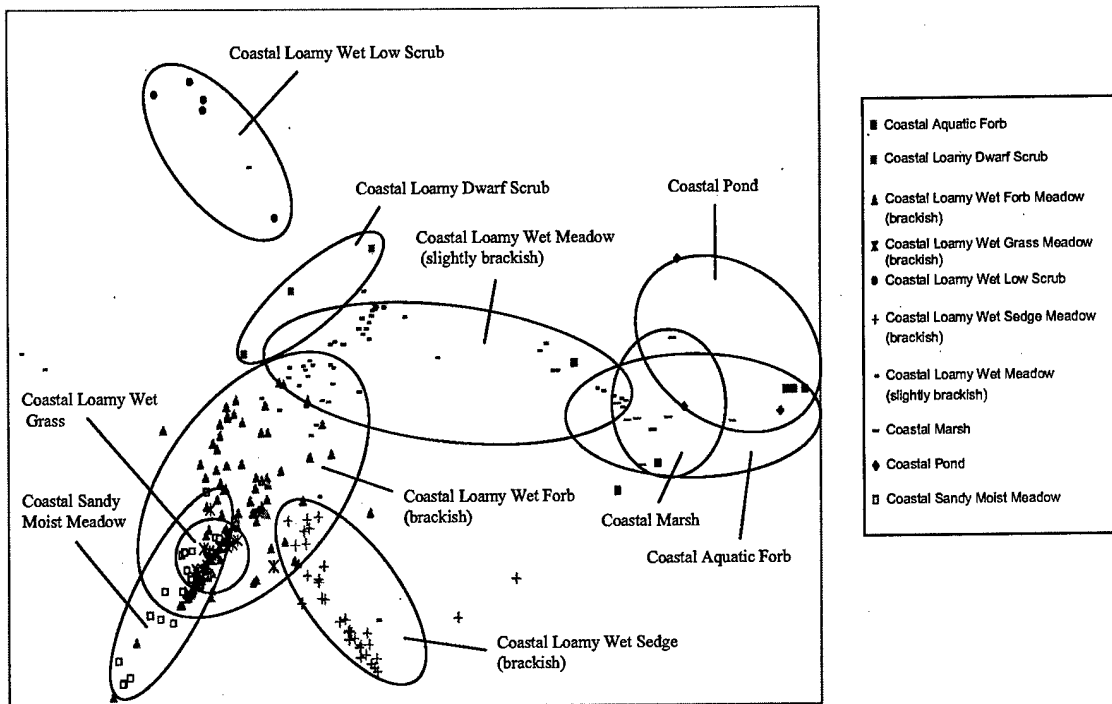 Coastal Loamy Wet Low Scrub
Coastal Loamy Dwarf Scrub
Coastal Loamy Wet Meadow
(slightly brackish)
Coastal Pond
Coastal Loamy Wet
Grass
Coastal Sandy
Moist Meadow
Coastal Loamy Wet Forb
(brackish)
Coastal Marsh
Coastal Aquatic Forb
Coastal Loamy Wet Sedge
(brackish)
Coastal Aquatic Forb
Coastal Loamy Dwarf Scrub
Coastal Loamy Wet Forb Meadow
(brackish)
Coastal Loamy Wet Grass Meadow
(brackish)
Coastal Loamy Wet Low Scrub
Coastal Loamy Wet Sedge Meadow
(brackish)
Coastal Loamy Wet Meadow
(slightly brackish)
Coastal Marsh
Coastal Pond
Coastal Sandy Moist Meadow